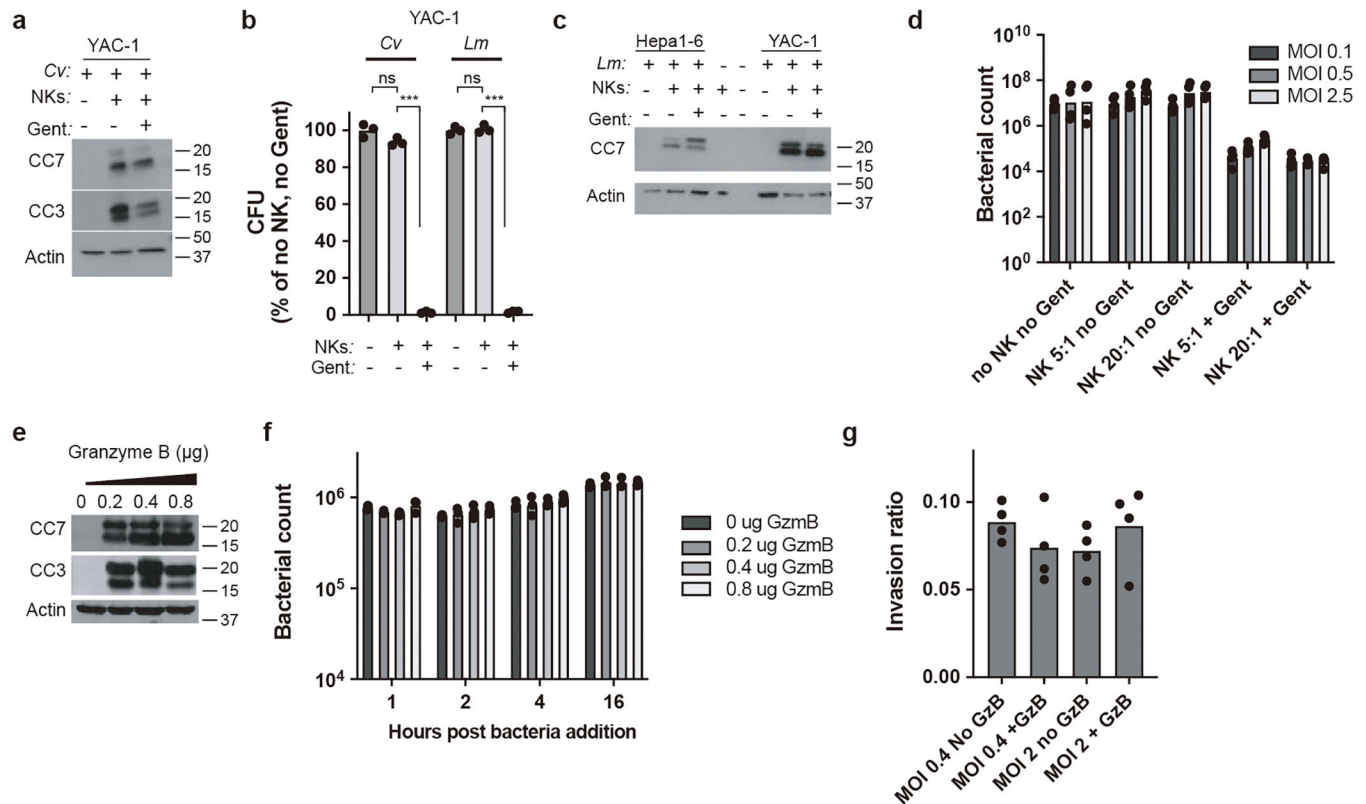 a
YAC-1
Cv: + + +
NKs: - + +
Gent: - - +
CC7
20
15
CC3
20
15
Actin
50
37
b
YAC-1
Cv Lm
ns *** ns ***
CFU
(% of no NK, no Gent)
100
80
60
40
20
0
NKs: - + + - + +
Gent: - - + - - +
c
Hepa1-6 YAC-1
Lm: + + + - - + + +
NKs: - + + + - - + +
Gent: - - + - - - - +
CC7
20
15
Actin
50
37
d
Bacterial count
10^10
10^8
10^6
10^4
10^2
10^0
MOI 0.1
MOI 0.5
MOI 2.5
no NK no Gent
NK 5:1 no Gent
NK 20:1 no Gent
NK 5:1 + Gent
NK 20:1 + Gent
e
Granzyme B (µg)
0 0.2 0.4 0.8
CC7
20
15
CC3
20
15
Actin
37
f
Bacterial count
10^6
10^5
10^4
1 2 4 16
Hours post bacteria addition
0 ug GzmB
0.2 ug GzmB
0.4 ug GzmB
0.8 ug GzmB
g
Invasion ratio
0.10
0.05
0.00
MOI 0.4 No GzB
MOI 0.4 +GzB
MOI 2 no GzB
MOI 2 + GzB